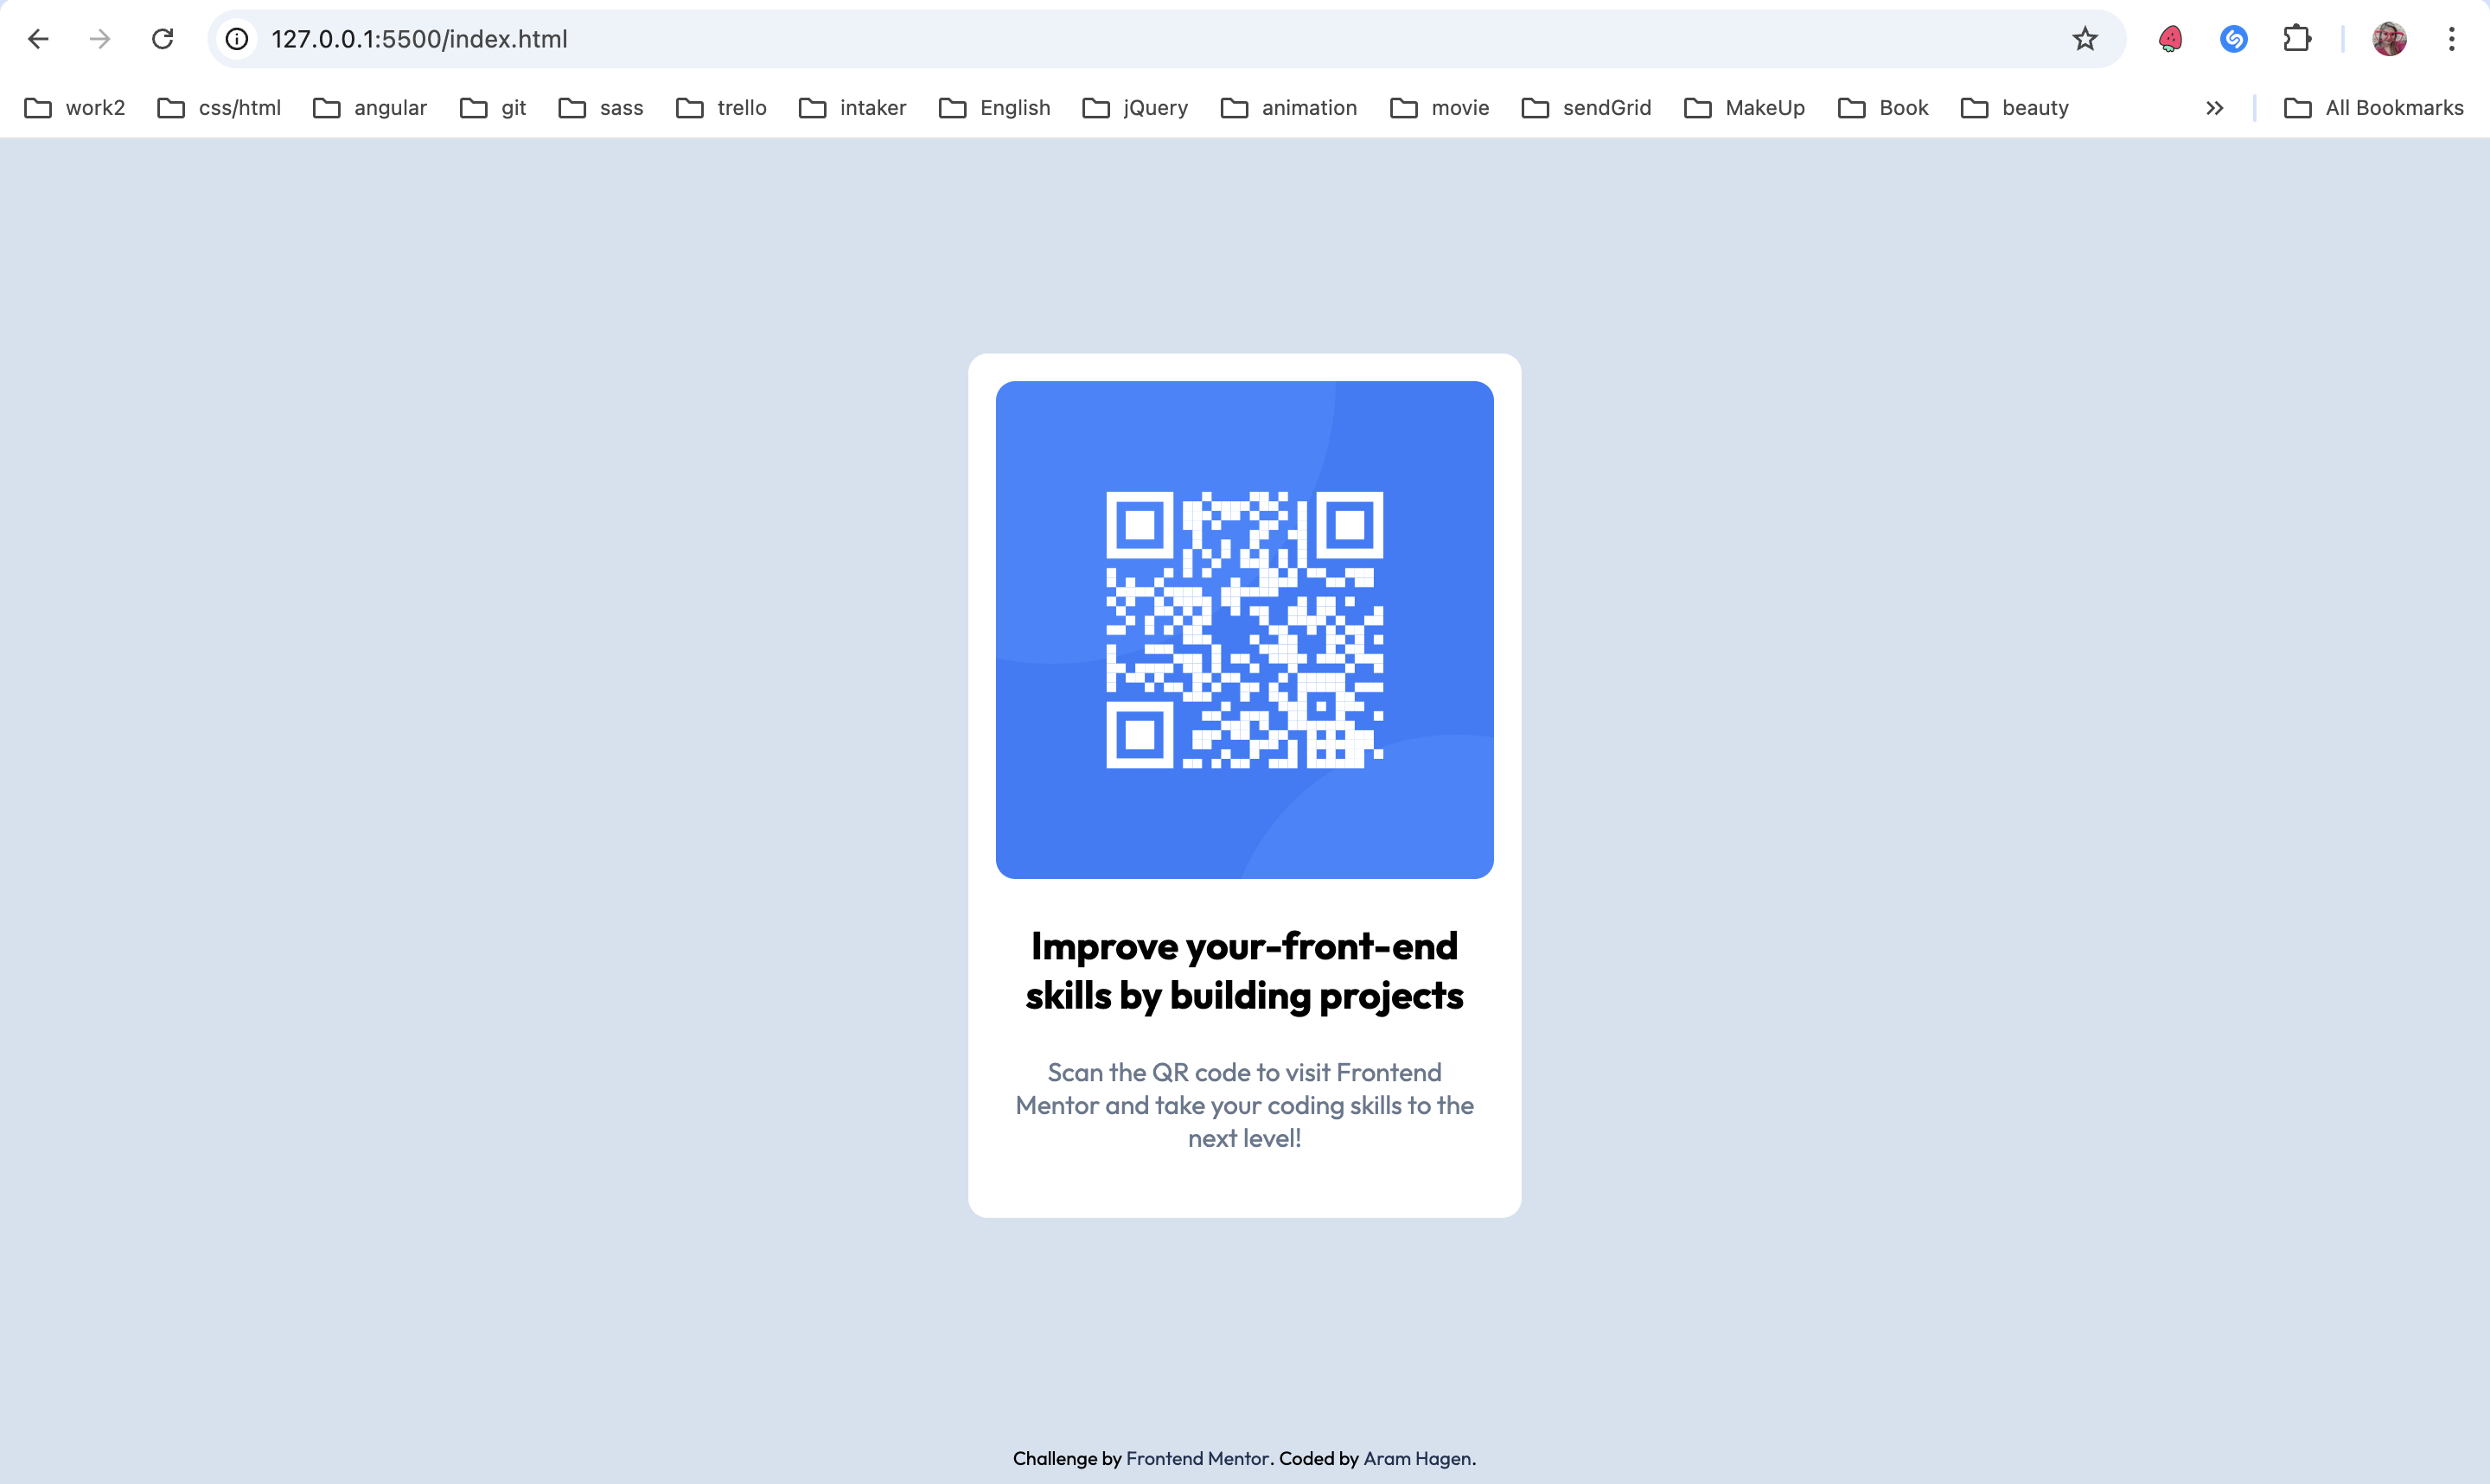 127.0.0.1:5500/index.html
work2 css/html angular git sass trello intaker English jQuery animation movie sendGrid MakeUp Book beauty All Bookmarks
Improve your-front-end
skills by building projects
Scan the QR code to visit Frontend
Mentor and take your coding skills to the
next level!
Challenge by Frontend Mentor. Coded by Aram Hagen.